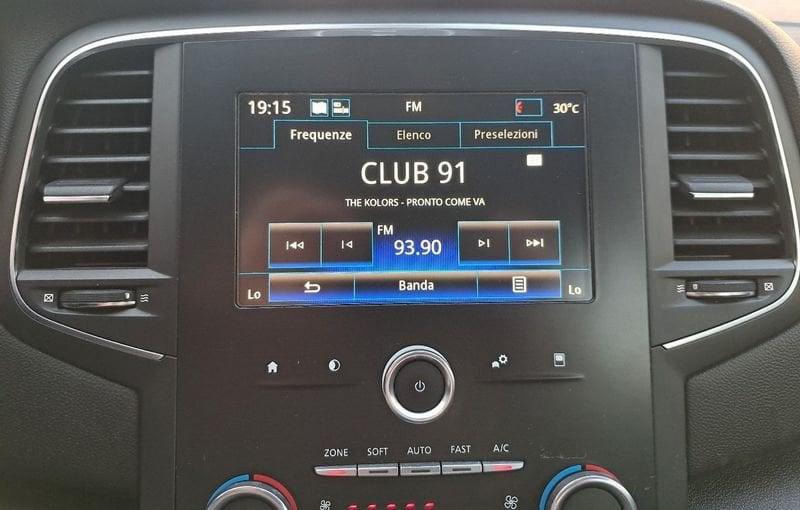 19:15 FM 30°C
Frequenze Elenco Preselezioni
CLUB 91
THE KOLORS - PRONTO COME VA
FM
93.90
Lo Banda Lo
ZONE SOFT AUTO FAST A/C